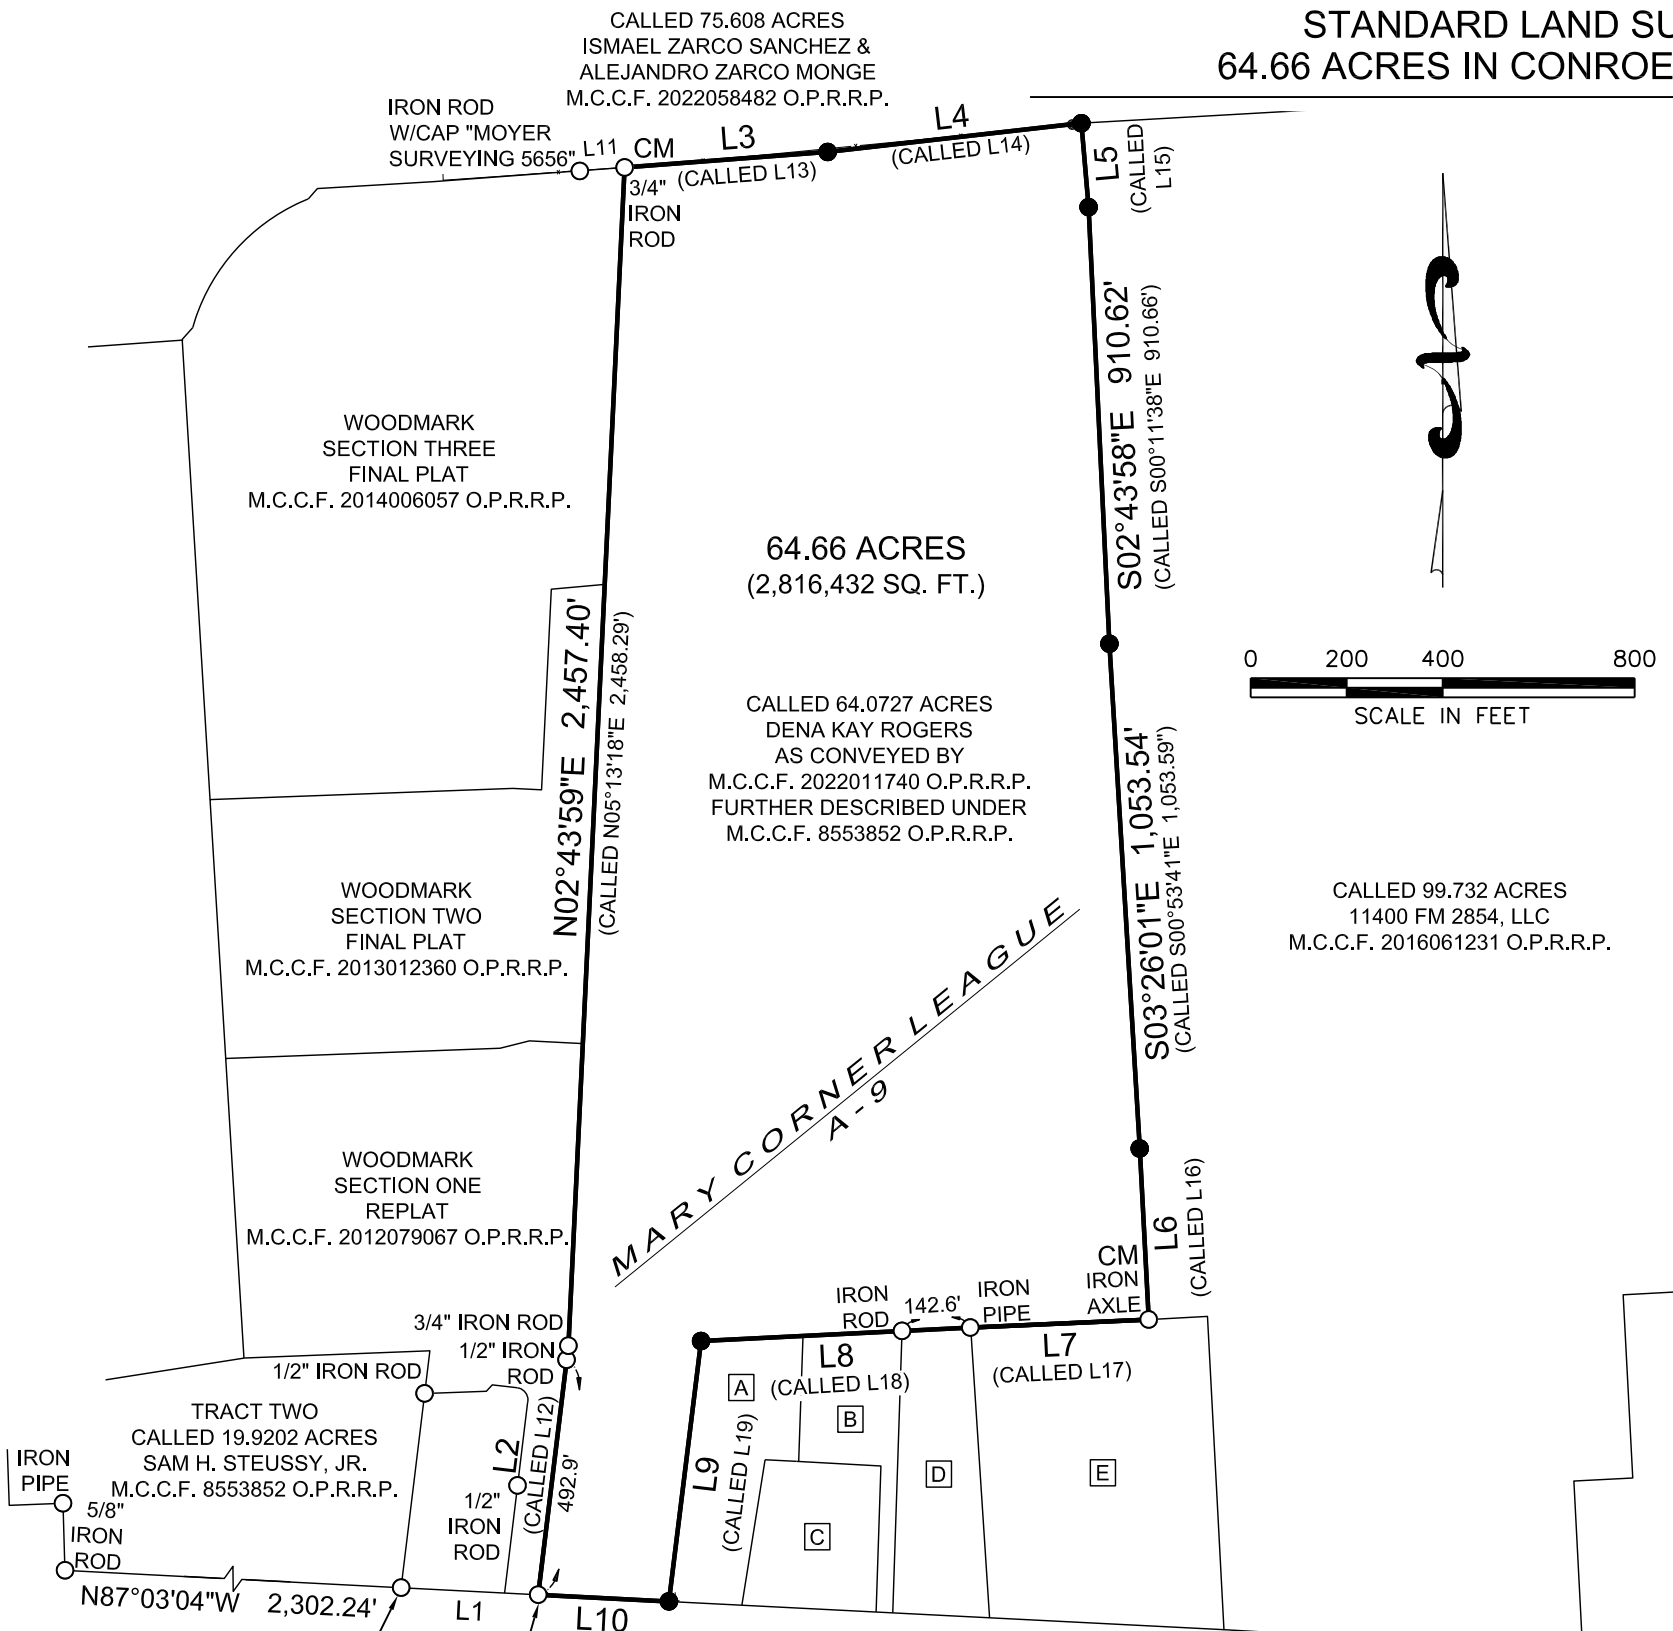 CALLED 75.608 ACRES
ISMAEL ZARCO SANCHEZ &
ALEJANDRO ZARCO MONGE
M.C.C.F. 2022058482 O.P.R.R.P.
STANDARD LAND SU
64.66 ACRES IN CONROE
IRON ROD
W/CAP "MOYER
SURVEYING 5656"
L11
CM
L3
(CALLED L13)
L4
(CALLED L14)
L5
(CALLED
L15)
3/4"
IRON
ROD
S02°43'58"E 910.62'
(CALLED S00°11'38"E 910.66')
WOODMARK
SECTION THREE
FINAL PLAT
M.C.C.F. 2014006057 O.P.R.R.P.
64.66 ACRES
(2,816,432 SQ. FT.)
N02°43'59"E 2,457.40'
(CALLED N05°13'18"E 2,458.29')
0 200 400 800
SCALE IN FEET
CALLED 64.0727 ACRES
DENA KAY ROGERS
AS CONVEYED BY
M.C.C.F. 2022011740 O.P.R.R.P.
FURTHER DESCRIBED UNDER
M.C.C.F. 8553852 O.P.R.R.P.
S03°26'01"E 1,053.54'
(CALLED S00°53'41"E 1,053.59")
CALLED 99.732 ACRES
11400 FM 2854, LLC
M.C.C.F. 2016061231 O.P.R.R.P.
WOODMARK
SECTION TWO
FINAL PLAT
M.C.C.F. 2013012360 O.P.R.R.P.
MARY CORNER LEAGUE
A - 9
WOODMARK
SECTION ONE
REPLAT
M.C.C.F. 2012079067 O.P.R.R.P.
L6
(CALLED L16)
CM
IRON
AXLE
IRON
ROD
142.6'
IRON
PIPE
3/4" IRON ROD
1/2" IRON
ROD
1/2" IRON ROD
L8
(CALLED L18)
L7
(CALLED L17)
A
B
C
D
E
TRACT TWO
CALLED 19.9202 ACRES
SAM H. STEUSSY, JR.
M.C.C.F. 8553852 O.P.R.R.P.
L2
(CALLED L12)
492.9'
L9
(CALLED L19)
IRON
PIPE
5/8"
IRON
ROD
1/2"
IRON
ROD
N87°03'04"W 2,302.24'
L1
L10